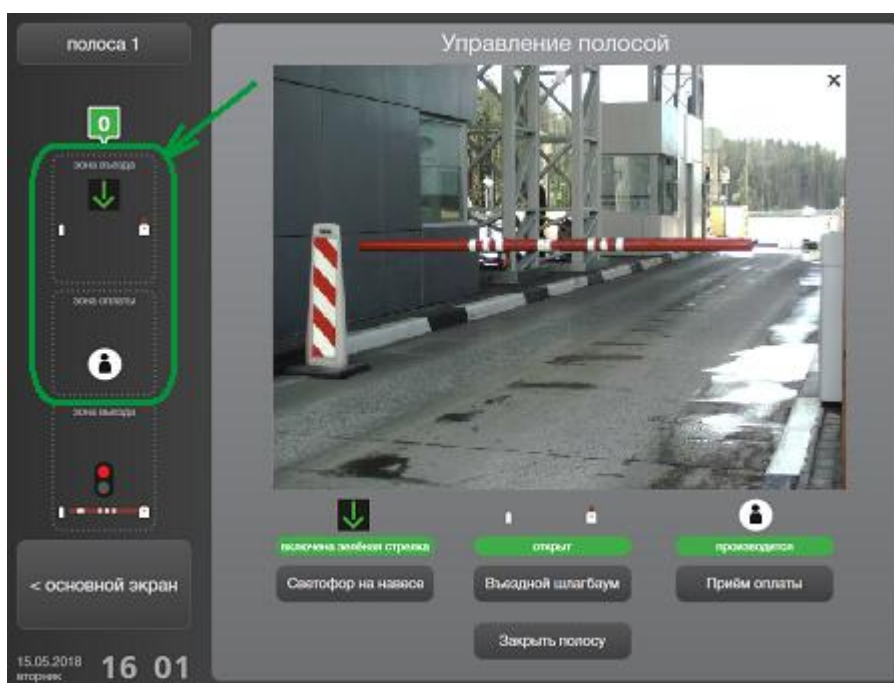 полоса 1
Управление полосой
0
зона въезда
зона оплаты
зона выезда
включена зелёная стрелка
открыт
производится
Светофор на навесе
Въездной шлагбаум
Приём оплаты
Закрыть полосу
< основной экран
15.05.2018
вторник
16 01